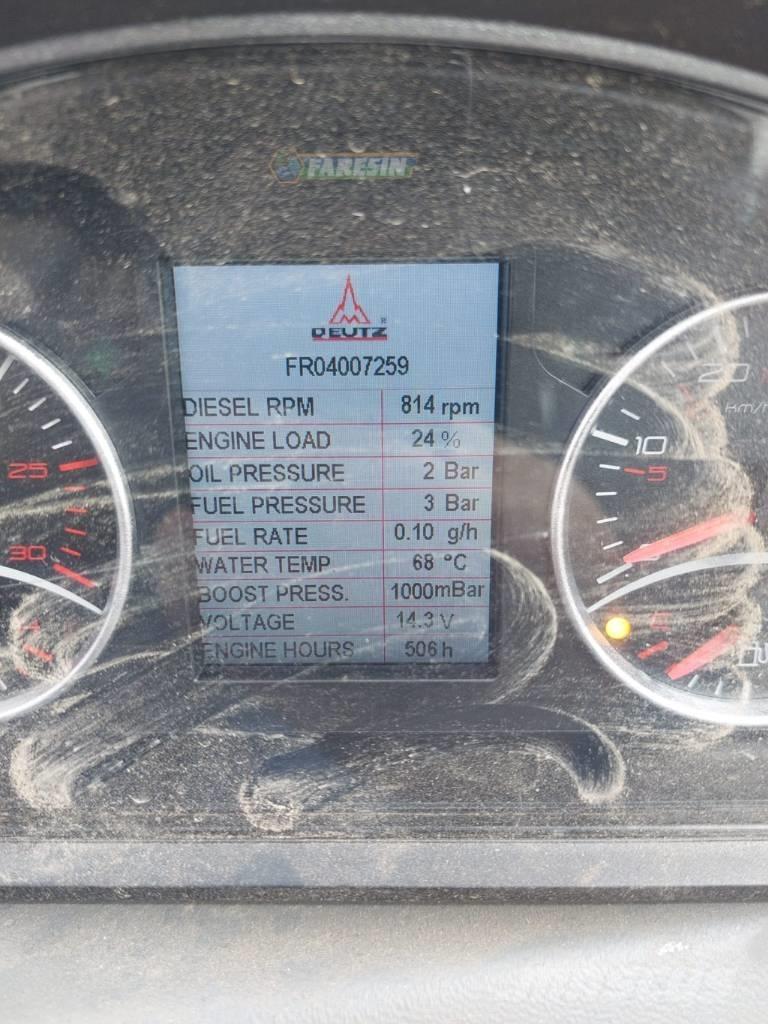 FARESIN
DEUTZ ®
FR04007259
DIESEL RPM 814 rpm
ENGINE LOAD 24 %
OIL PRESSURE 2 Bar
FUEL PRESSURE 3 Bar
FUEL RATE 0.10 g/h
WATER TEMP 68 °C
BOOST PRESS. 1000mBar
VOLTAGE 14.3 V
ENGINE HOURS 506 h
25
30
20
km/h
10
5